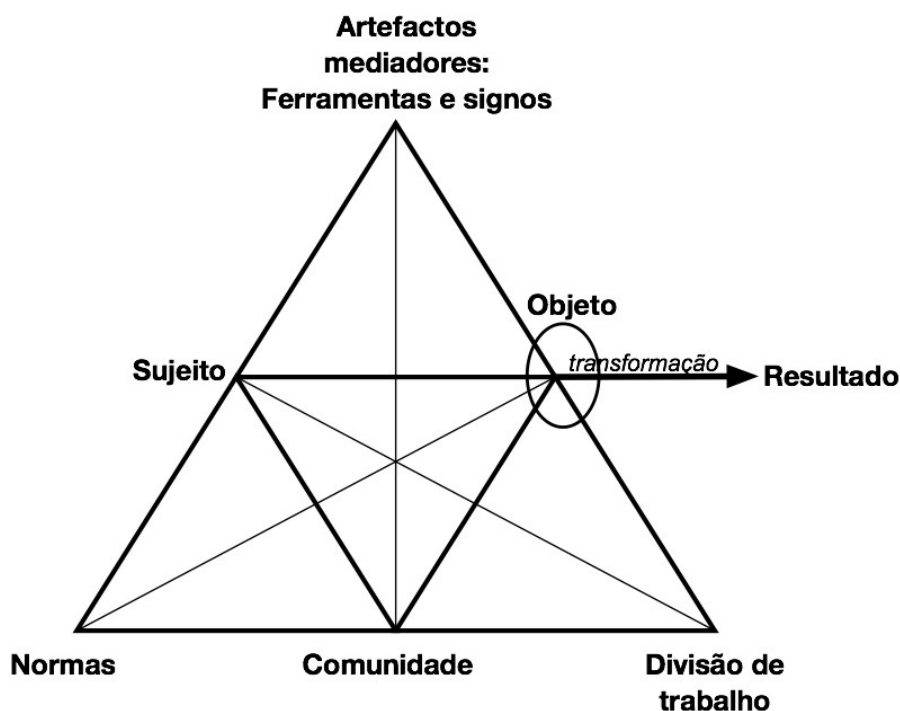 Artefactos
mediadores:
Ferramentas e signos
Objeto
transformação
Sujeito
Resultado
Normas
Comunidade
Divisão de
trabalho